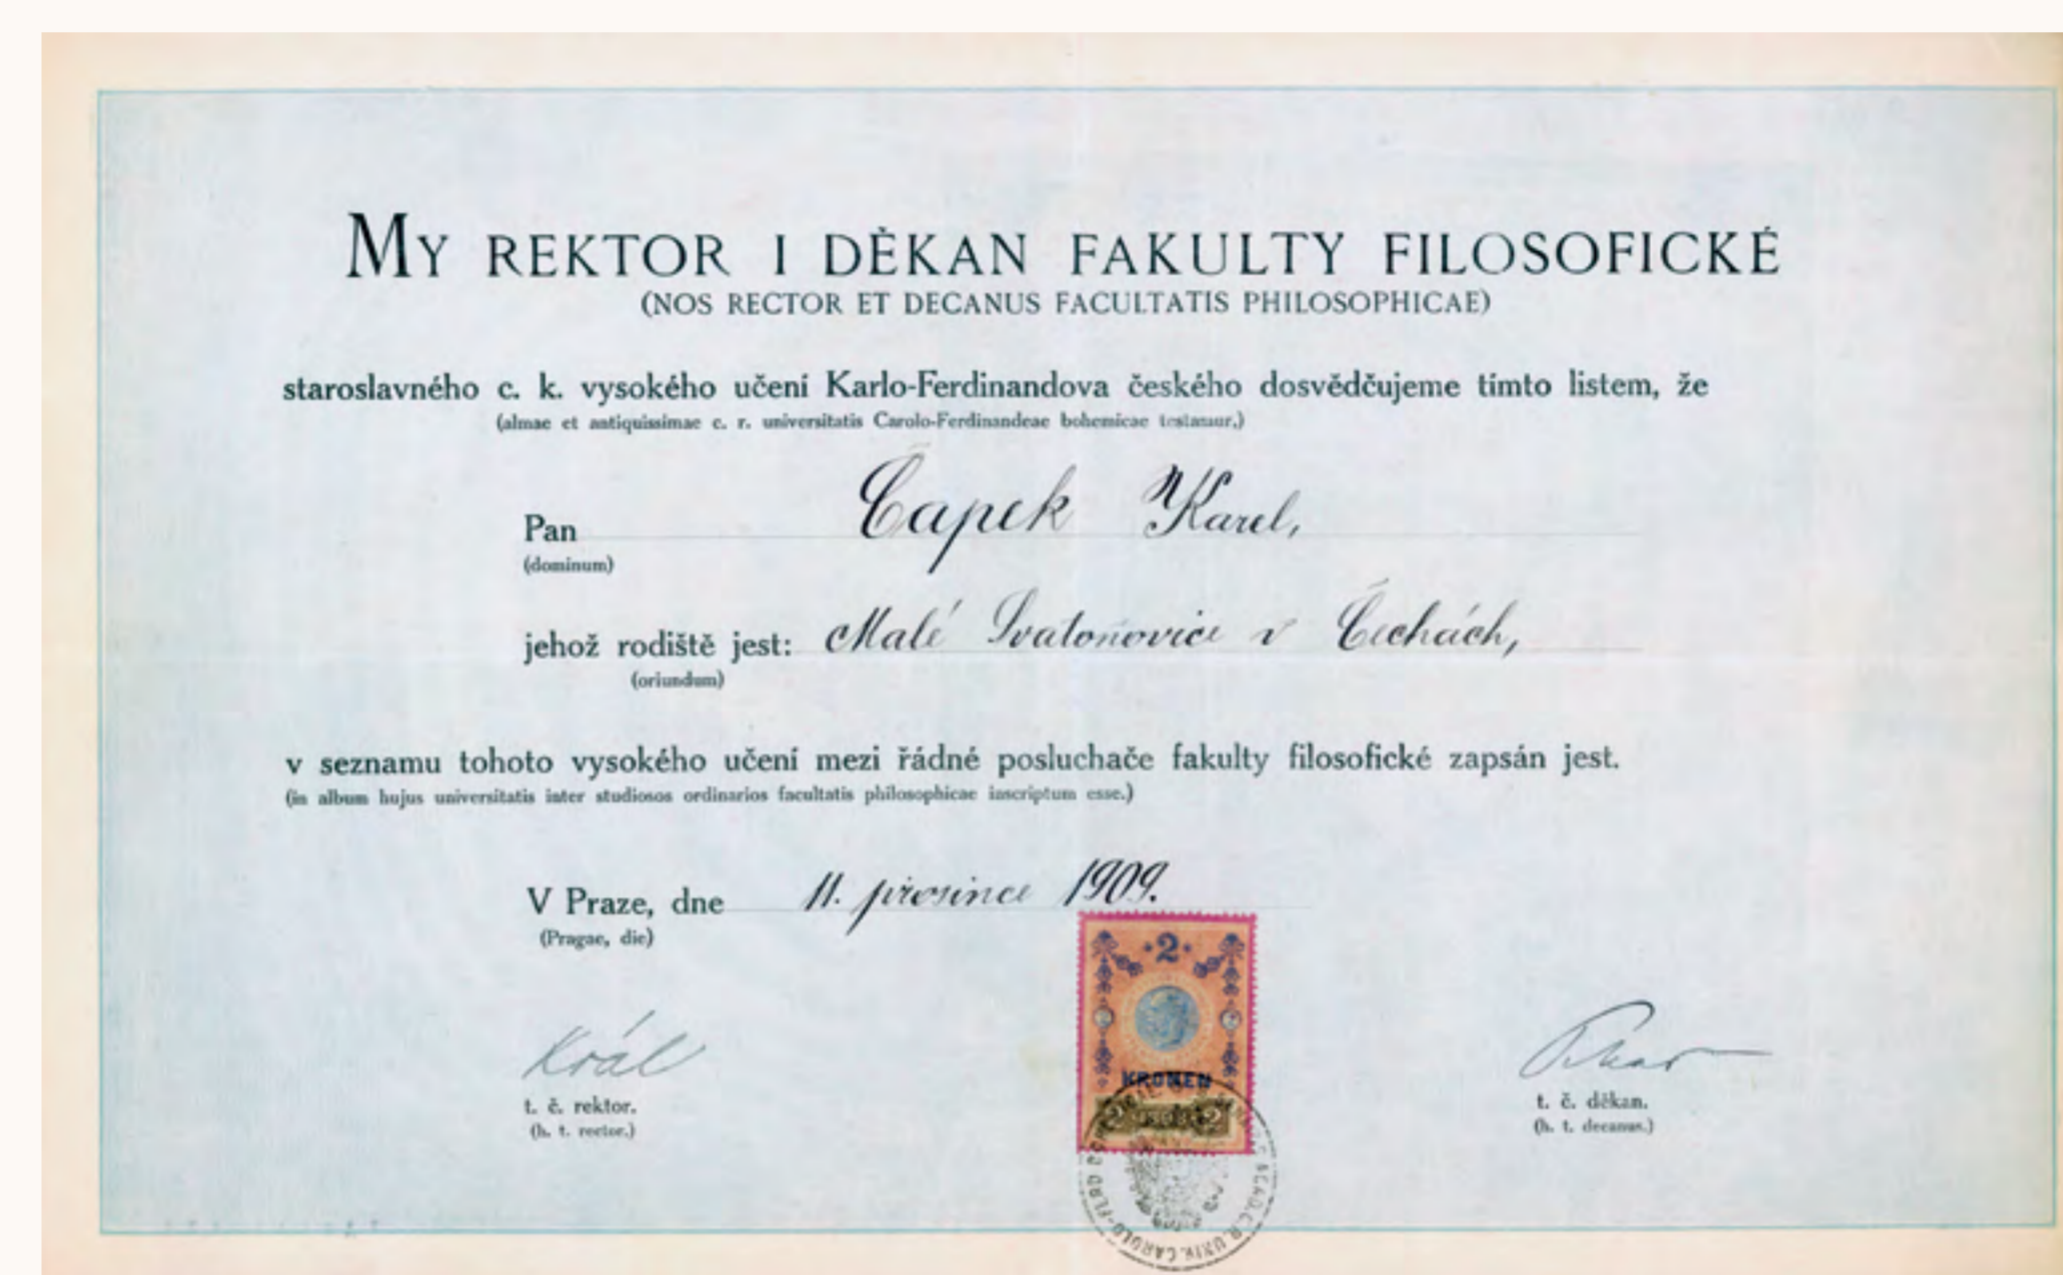 MY REKTOR I DĚKAN FAKULTY FILOSOFICKÉ
(NOS RECTOR ET DECANUS FACULTATIS PHILOSOPHICAE)
staroslavného c. k. vysokého učení Karlo-Ferdinandova českého dosvědčujeme tímto listem, že
(almae et antiquissimae c. r. universitatis Carolo-Ferdinandeae bohemicae testamur,)
Pan Čapek Karel,
(dominum)
jehož rodiště jest: Malé Svatoňovice v Čechách,
(oriundum)
v seznamu tohoto vysokého učení mezi řádné posluchače fakulty filosofické zapsán jest.
(in album hujus universitatis inter studiosos ordinarios facultatis philosophicae inscriptum esse.)
V Praze, dne 11. prosince 1909.
(Pragae, die)
2
KRONEN
Král
t. č. rektor.
(h. t. rector.)
t. č. děkan.
(h. t. decanus.)
C. R. UNIV. CAROLO-